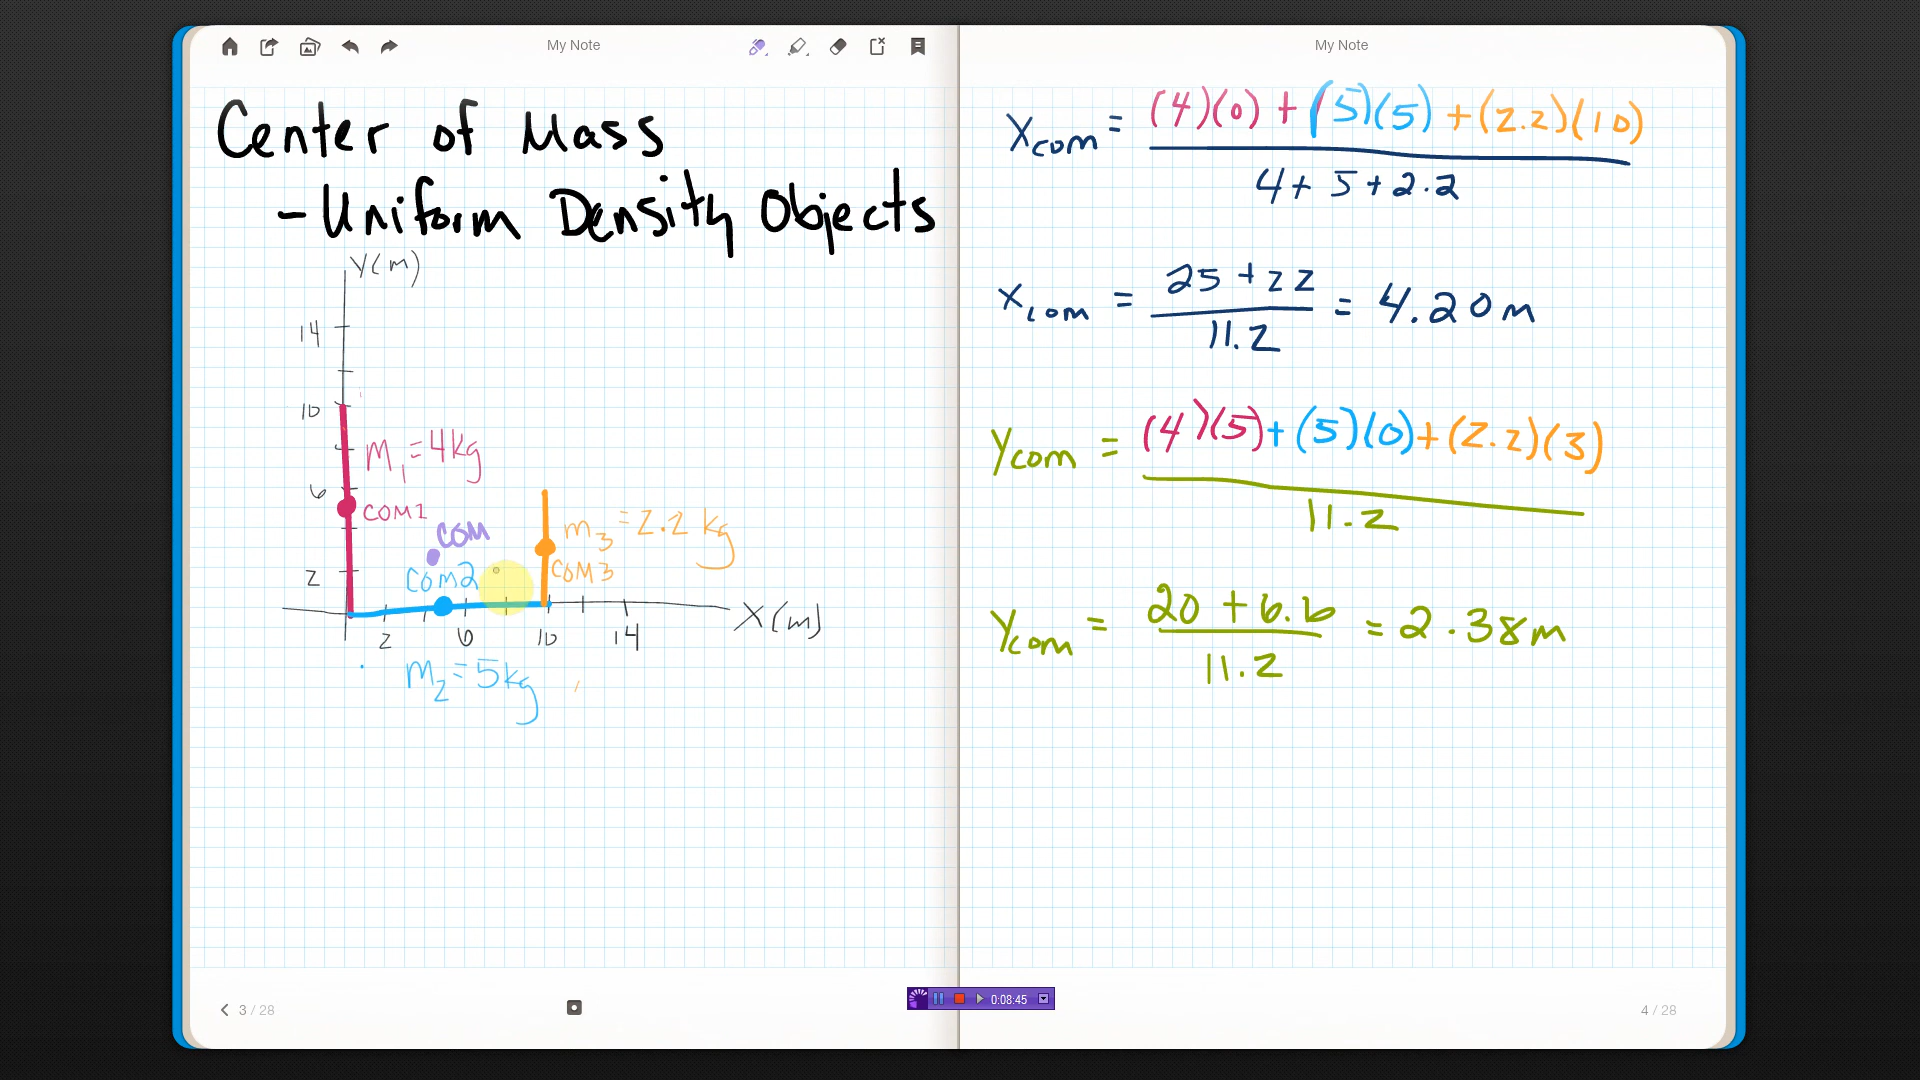 My Note
Center of Mass
- Uniform Density Objects
Y(m)
14
10
M1=4kg
6
COM1
COM
m3=2.2 kg
COM3
2
COM2
X(m)
2 6 10 14
m2=5kg
3 / 28
0:08:45
My Note
Xcom = (4)(0) + (5)(5) + (2.2)(10)
4 + 5 + 2.2
Xcom = 25 + 22 = 4.20m
11.2
Ycom = (4)(5) + (5)(0) + (2.2)(3)
11.2
Ycom = 20 + 6.6 = 2.38m
11.2
4 / 28